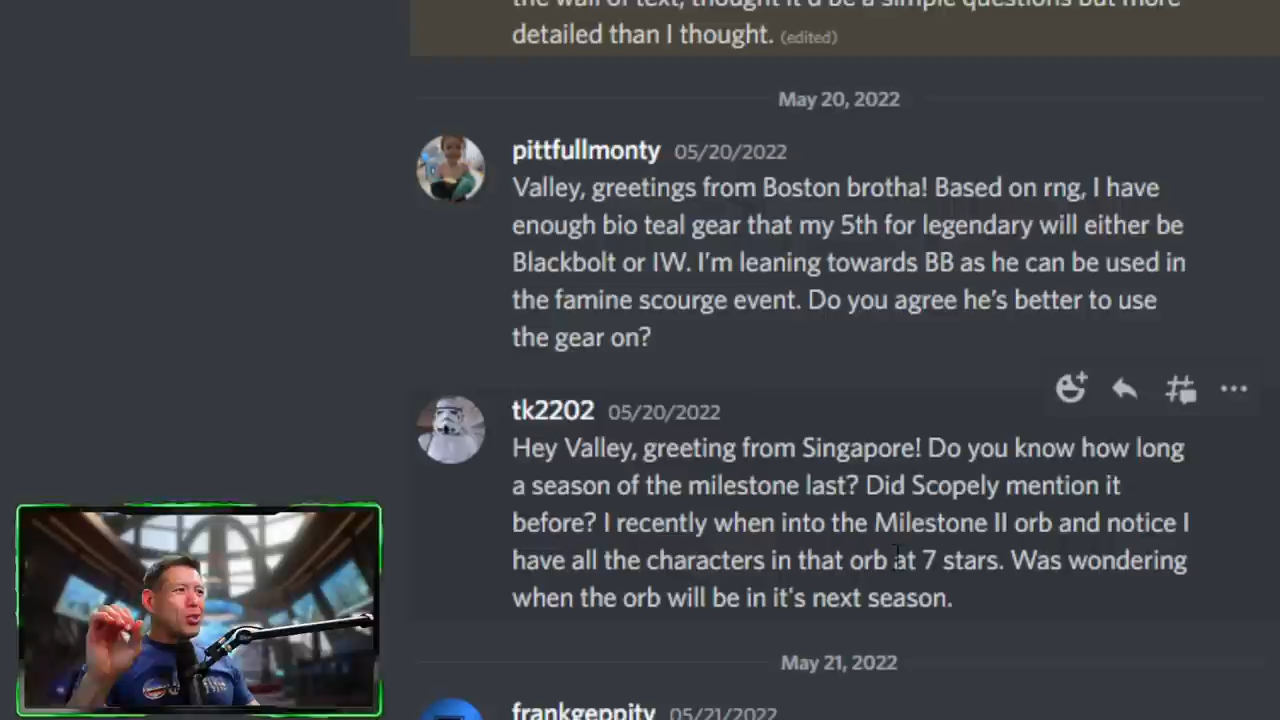 the wall of text, thought it'd be a simple questions but more
detailed than I thought. (edited)
May 20, 2022
pittfullmonty 05/20/2022
Valley, greetings from Boston brotha! Based on rng, I have
enough bio teal gear that my 5th for legendary will either be
Blackbolt or IW. I'm leaning towards BB as he can be used in
the famine scourge event. Do you agree he's better to use
the gear on?
tk2202 05/20/2022
Hey Valley, greeting from Singapore! Do you know how long
a season of the milestone last? Did Scopely mention it
before? I recently when into the Milestone II orb and notice I
have all the characters in that orb at 7 stars. Was wondering
when the orb will be in it's next season.
May 21, 2022
frankgeppity 05/21/2022